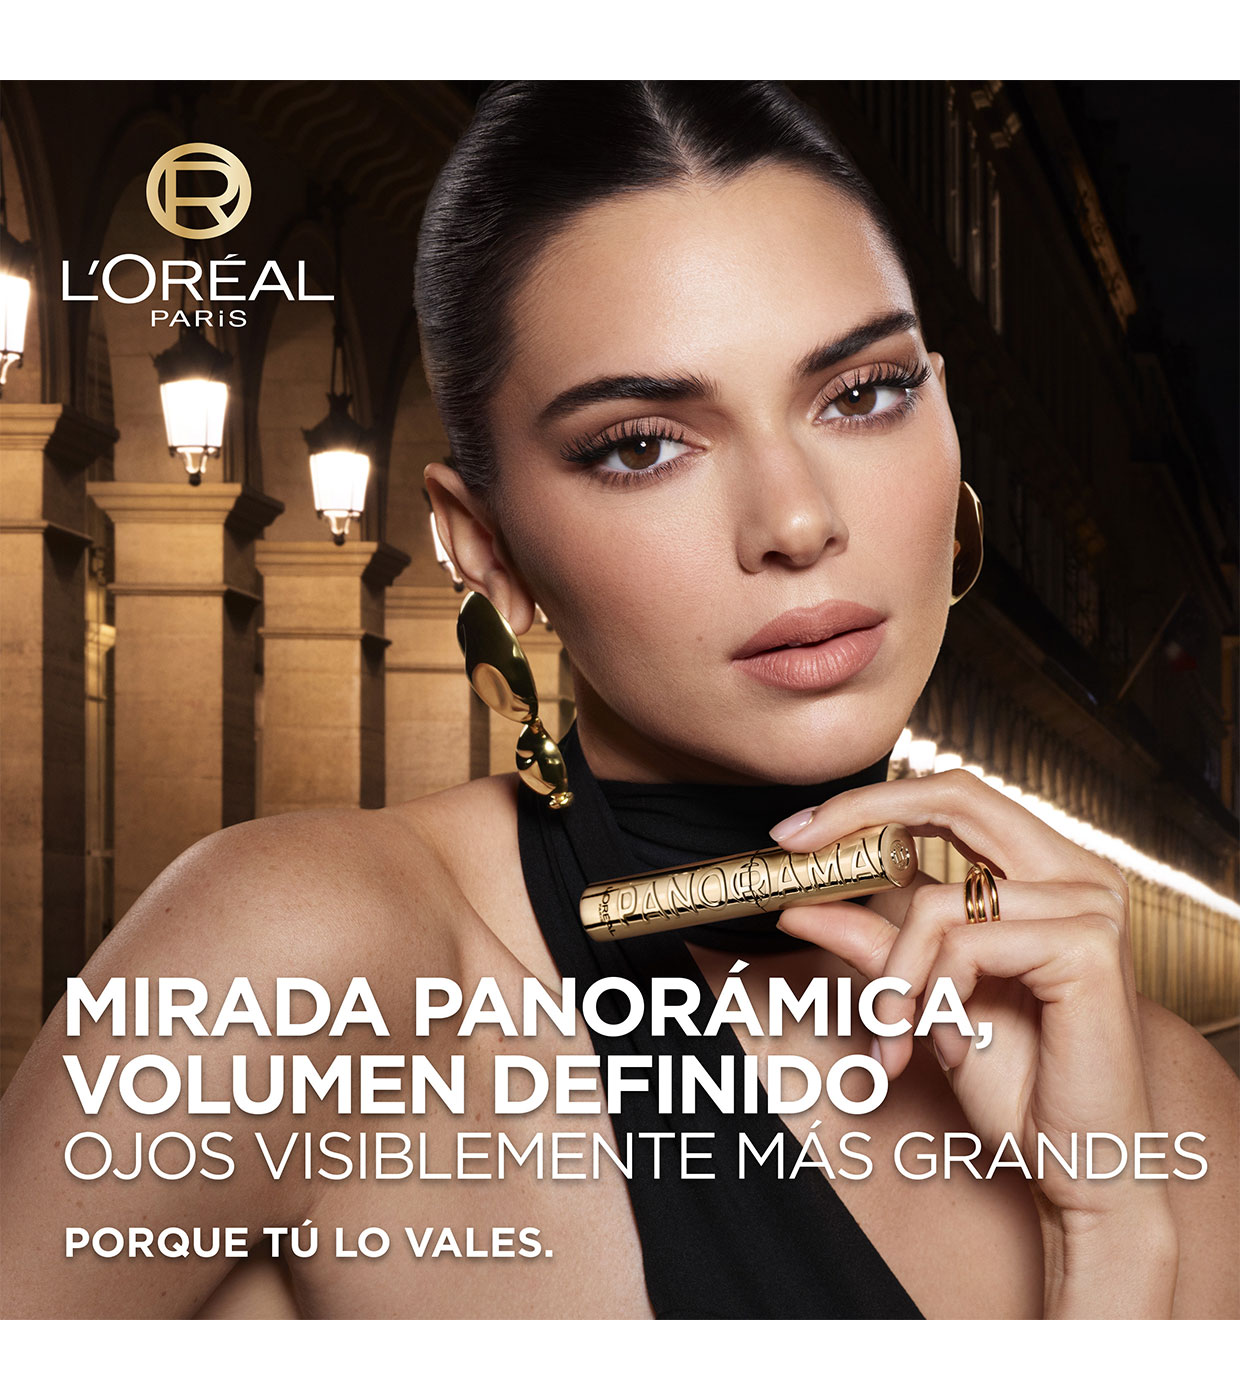 L'ORÉAL
PARiS
L'ORÉAL
PANORAMA
MIRADA PANORÁMICA,
VOLUMEN DEFINIDO
OJOS VISIBLEMENTE MÁS GRANDES
PORQUE TÚ LO VALES.